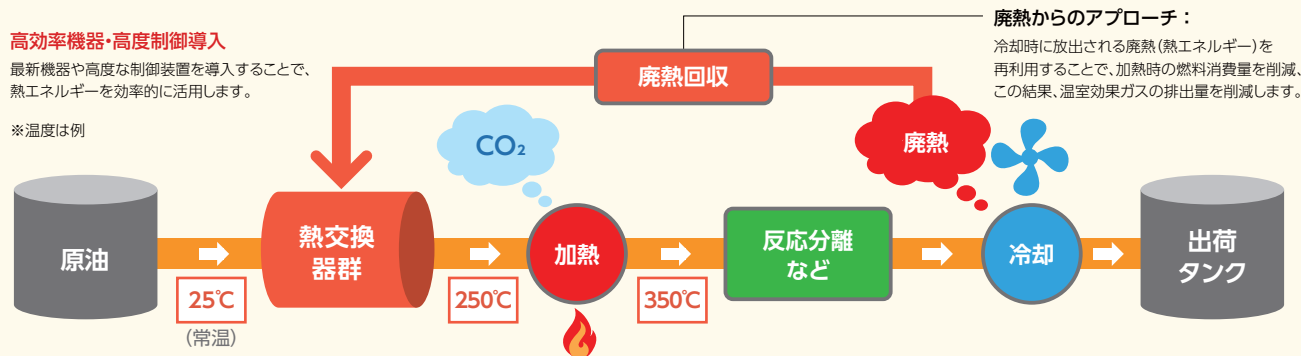 高効率機器・高度制御導入
最新機器や高度な制御装置を導入することで、
熱エネルギーを効率的に活用します。
※温度は例
廃熱からのアプローチ：
冷却時に放出される廃熱(熱エネルギー)を
再利用することで、加熱時の燃料消費量を削減、
この結果、温室効果ガスの排出量を削減します。
廃熱回収
CO₂
廃熱
原油
熱交換
器群
加熱
反応分離
など
冷却
出荷
タンク
25℃
(常温)
250℃
350℃